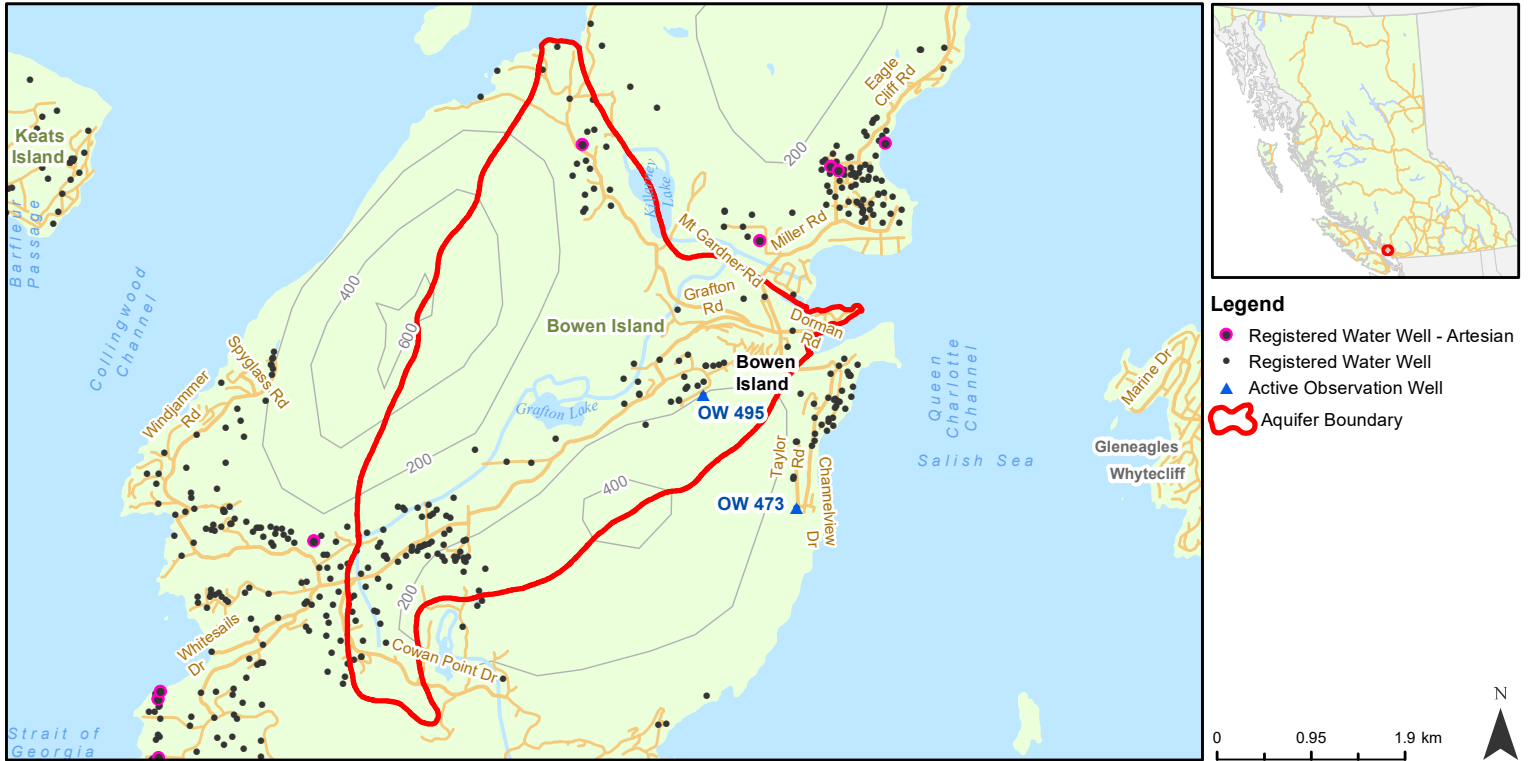 Keats
Island
Barfleur
Passage
Collingwood
Channel
400
600
Spyglass Rd
Windjammer
Rd
200
Whitesails
Dr
Strait of
Georgia
Eagle
Cliff Rd
200
Killarney
Lake
Mt Gardner Rd
Miller Rd
Grafton
Rd
Dorman
Rd
Bowen Island
Bowen
Island
Grafton Lake
OW 495
400
OW 473
Taylor
Rd
Channelview
Dr
200
Cowan Point Dr
Queen
Charlotte
Channel
Salish Sea
Marine Dr
Gleneagles
Whytecliff
Legend
Registered Water Well - Artesian
Registered Water Well
Active Observation Well
Aquifer Boundary
0 0.95 1.9 km
N